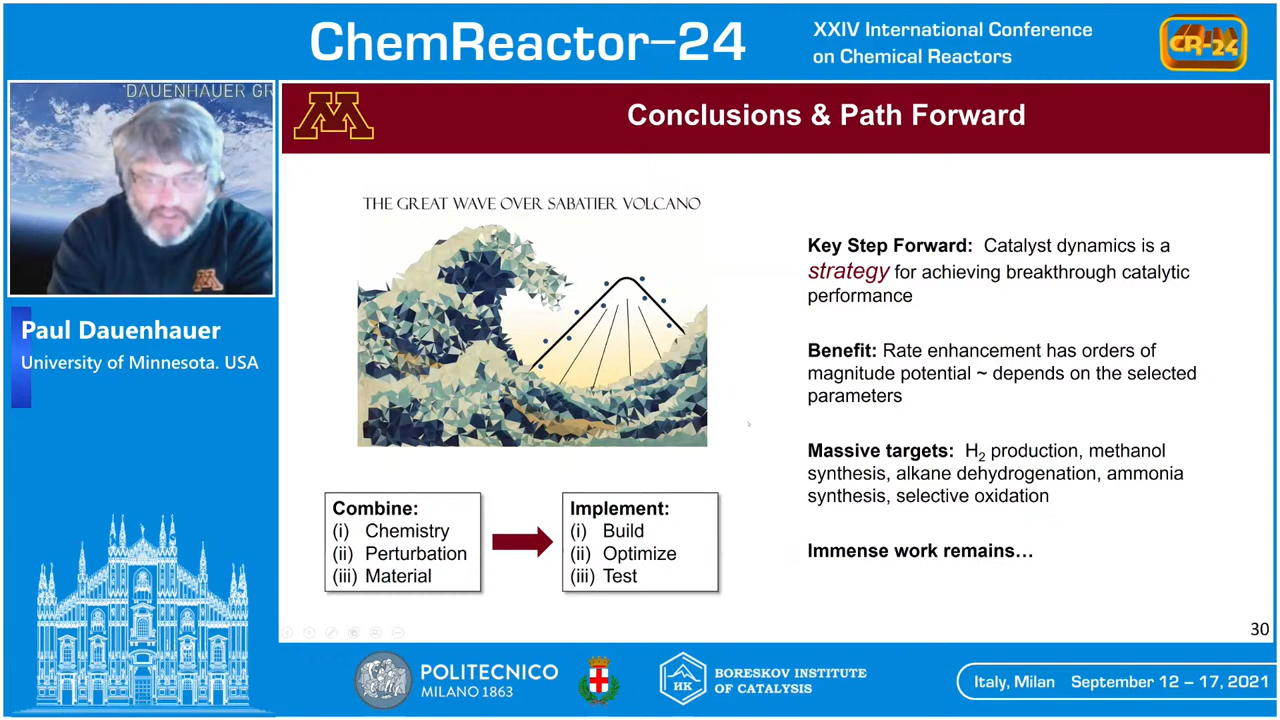 ChemReactor-24
XXIV International Conference
on Chemical Reactors
CR-24
DAUENHAUER GR
Paul Dauenhauer
University of Minnesota. USA
M
Conclusions & Path Forward
THE GREAT WAVE OVER SABATIER VOLCANO
Combine:
(i) Chemistry
(ii) Perturbation
(iii) Material
Implement:
(i) Build
(ii) Optimize
(iii) Test
Key Step Forward: Catalyst dynamics is a
strategy for achieving breakthrough catalytic
performance
Benefit: Rate enhancement has orders of
magnitude potential ~ depends on the selected
parameters
Massive targets: H2 production, methanol
synthesis, alkane dehydrogenation, ammonia
synthesis, selective oxidation
Immense work remains…
30
POLITECNICO
MILANO 1863
ИК
BORESKOV INSTITUTE
OF CATALYSIS
Italy, Milan September 12 – 17, 2021